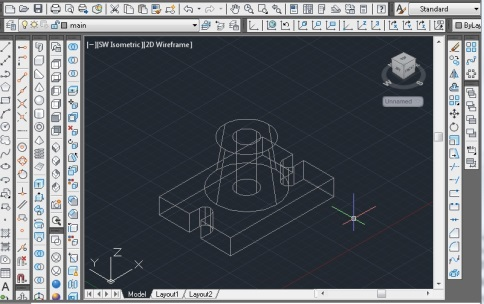 Standard
main
ByLay
[−][SW Isometric][2D Wireframe]
Unnamed
Z
Y
X
Model Layout1 Layout2
A